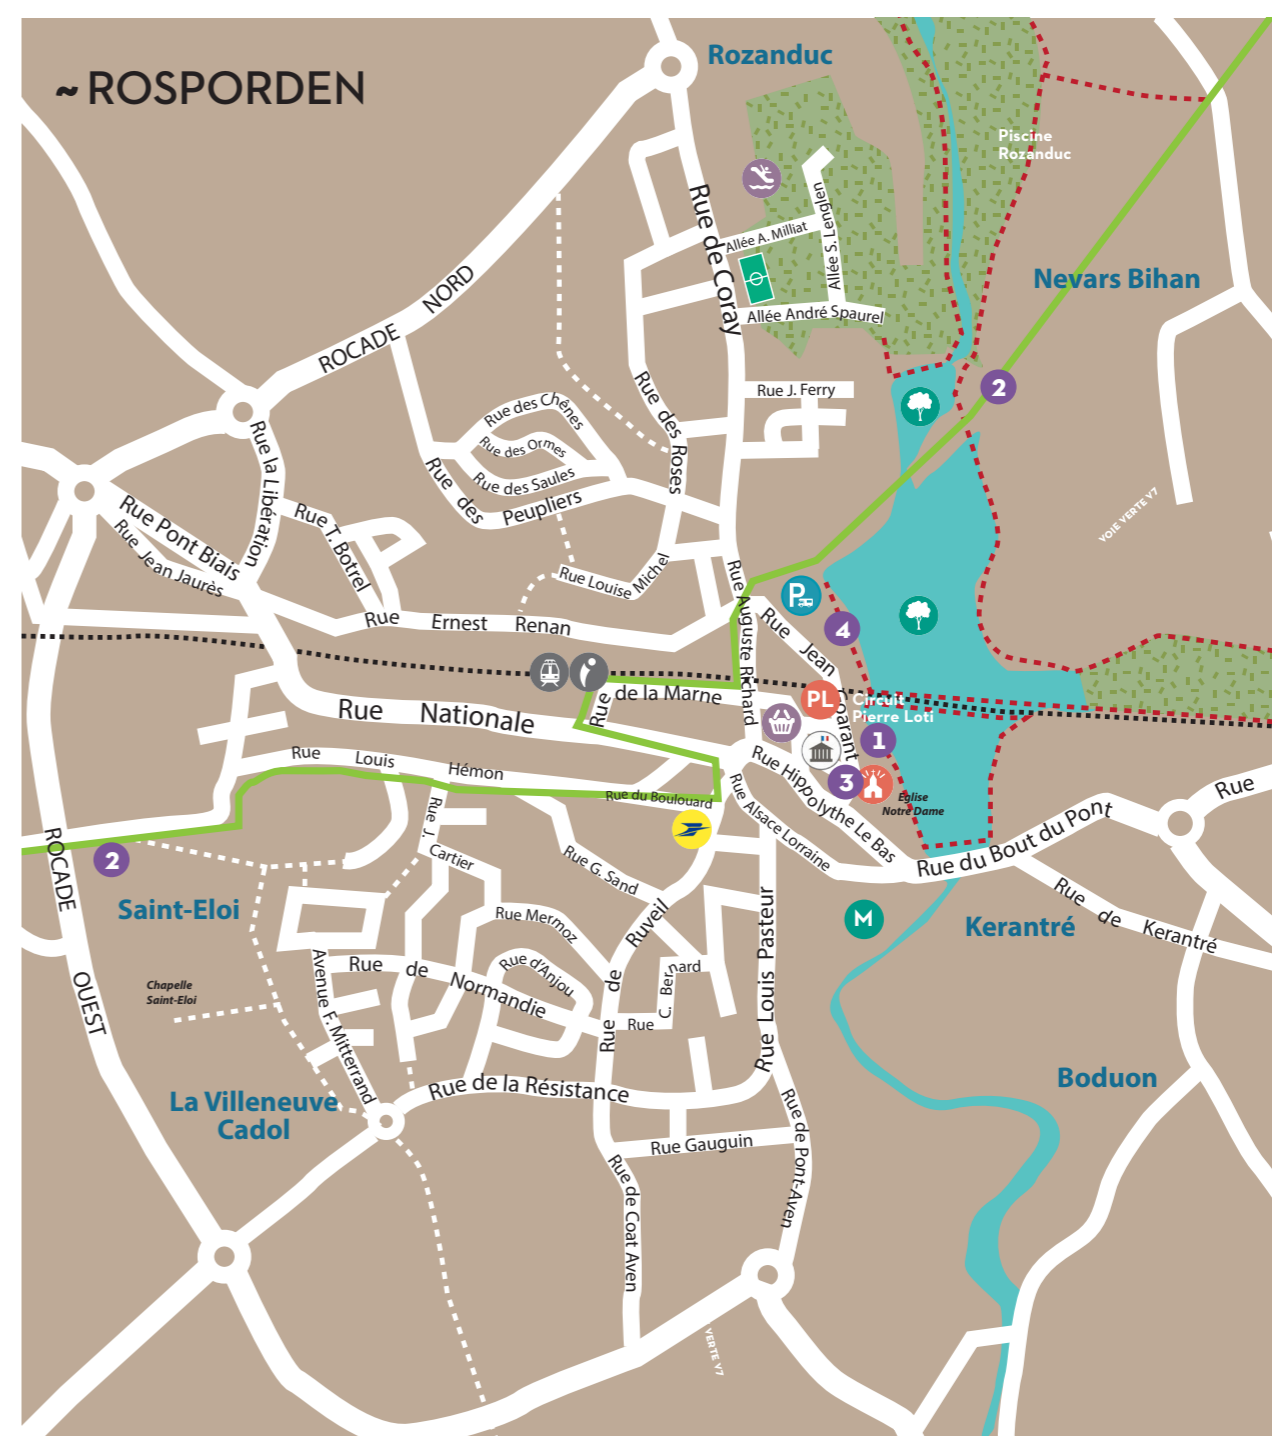 ~ ROSPORDEN
Rozanduc
Piscine
Rozanduc
Nevars Bihan
Rue de Coray
Allée A. Milliat
Allée S. Lenglen
Allée André Spaurel
ROCADE NORD
Rue J. Ferry
2
Rue des Roses
Rue des Chênes
Rue des Ormes
Rue des Saules
Rue des Peupliers
Rue la Libération
Rue Pont Biais
Rue Jean Jaurès
Rue T. Botrel
VOIE VERTE V7
Rue Louise Michel
Rue Ernest Renan
Rue Auguste Richard
P
4
Rue Jean
oarant
Rue de la Marne
PL
Circuit
Pierre Loti
1
Rue Nationale
3
Eglise
Notre Dame
Rue Hippolythe Le Bas
Rue Louis Hémon
Rue du Boulouard
Rue Alsace Lorraine
Rue J. Cartier
Rue G. Sand
Rue du Bout du Pont
Rue
ROCADE OUEST
2
Saint-Eloi
M
Kerantré
Rue de Kerantré
Rue Mermoz
Rue de Ruveil
Rue Louis Pasteur
Avenue F. Mitterrand
Rue de Normandie
Rue d'Anjou
Rue C. Bernard
Chapelle
Saint-Eloi
La Villeneuve
Cadol
Boduon
Rue de la Résistance
Rue Gauguin
Rue de Pont-Aven
Rue de Coat Aven
VERTE V7